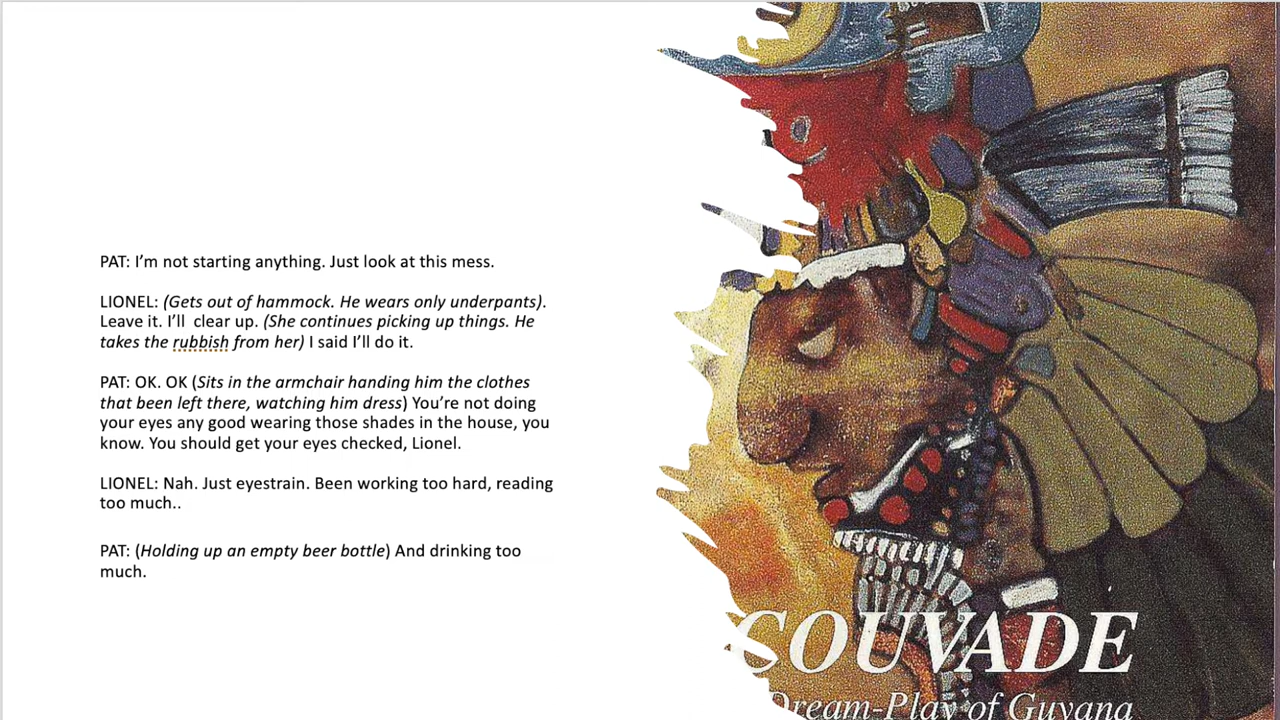 PAT: I’m not starting anything. Just look at this mess.
LIONEL: (Gets out of hammock. He wears only underpants).
Leave it. I’ll  clear up. (She continues picking up things. He
takes the rubbish from her) I said I’ll do it.
PAT: OK. OK (Sits in the armchair handing him the clothes
that been left there, watching him dress) You’re not doing
your eyes any good wearing those shades in the house, you
know. You should get your eyes checked, Lionel.
LIONEL: Nah. Just eyestrain. Been working too hard, reading
too much..
PAT: (Holding up an empty beer bottle) And drinking too
much.
COUVADE
Dream-Play of Guyana